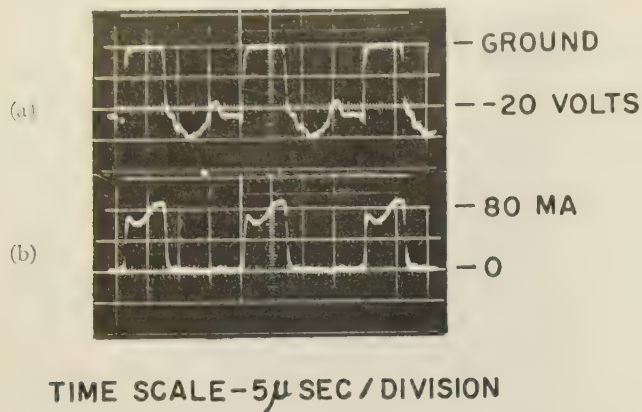 — GROUND
(a)
— -20 VOLTS
— 80 MA
(b)
— 0
TIME SCALE-5µ SEC/DIVISION